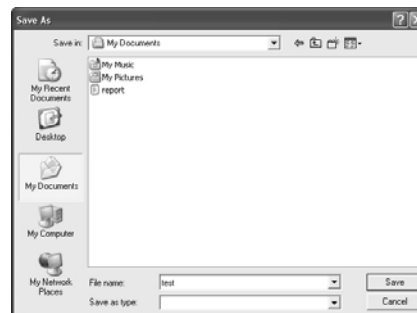 Save As
Save in: My Documents
My Recent
Documents
Desktop
My Documents
My Computer
My Network
Places
My Music
My Pictures
report
File name: test Save
Save as type: Cancel